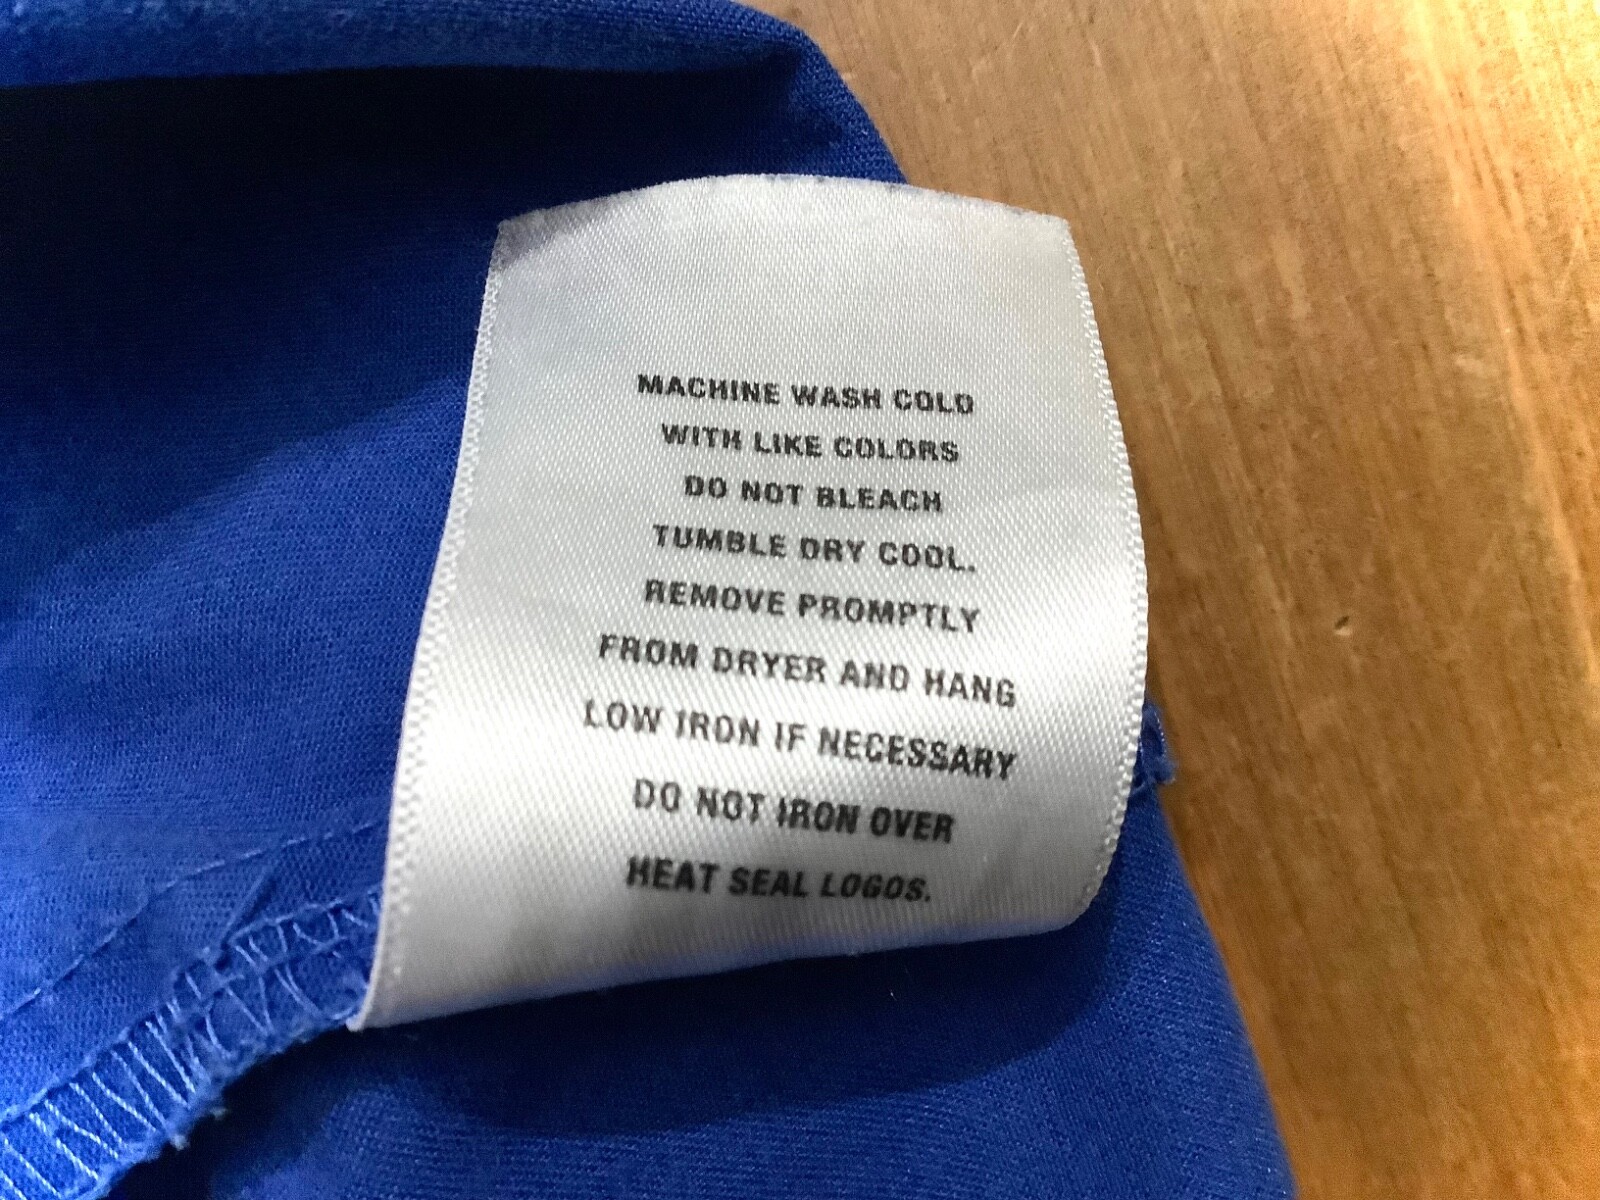 MACHINE WASH COLD
WITH LIKE COLORS
DO NOT BLEACH
TUMBLE DRY COOL.
REMOVE PROMPTLY
FROM DRYER AND HANG
LOW IRON IF NECESSARY
DO NOT IRON OVER
HEAT SEAL LOGOS.